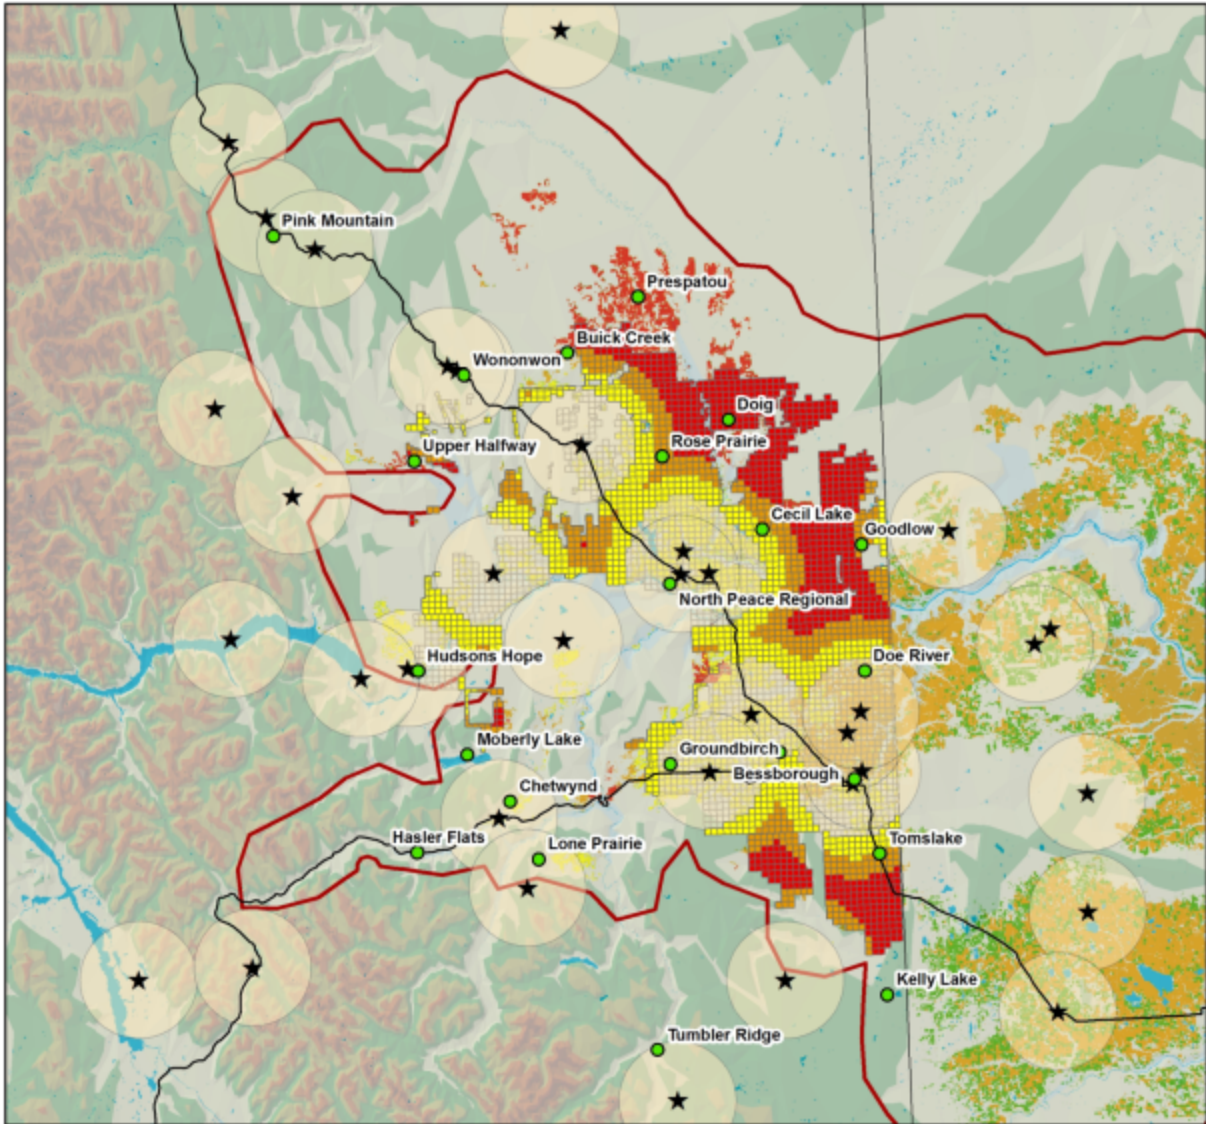 Pink Mountain
Prespatou
Buick Creek
Wononwon
Doig
Upper Halfway
Rose Prairie
Cecil Lake
Goodlow
North Peace Regional
Hudsons Hope
Doe River
Moberly Lake
Groundbirch
Bessborough
Chetwynd
Hasler Flats
Lone Prairie
Tomslake
Kelly Lake
Tumbler Ridge